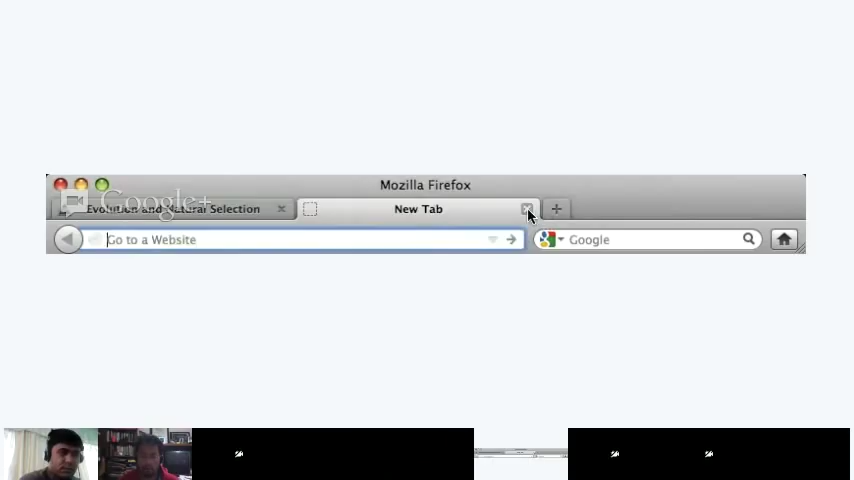 Mozilla Firefox
Google+
Evolution and Natural Selection
New Tab
Go to a Website
Google